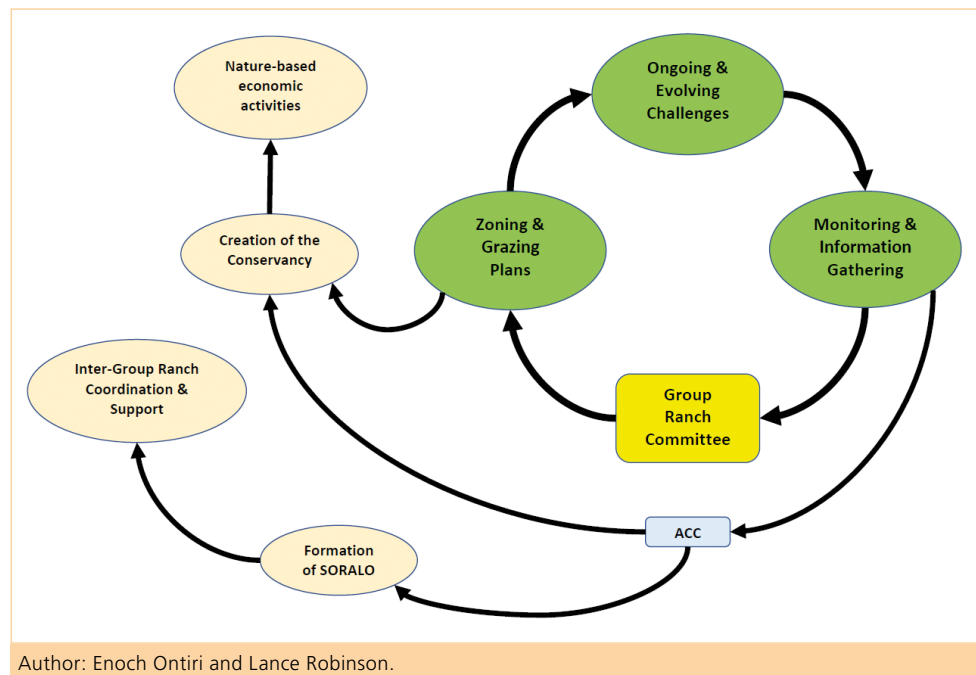 Nature-based
economic
activities
Ongoing &
Evolving
Challenges
Creation of the
Conservancy
Zoning &
Grazing
Plans
Monitoring &
Information
Gathering
Inter-Group Ranch
Coordination &
Support
Group
Ranch
Committee
ACC
Formation
of SORALO
Author: Enoch Ontiri and Lance Robinson.